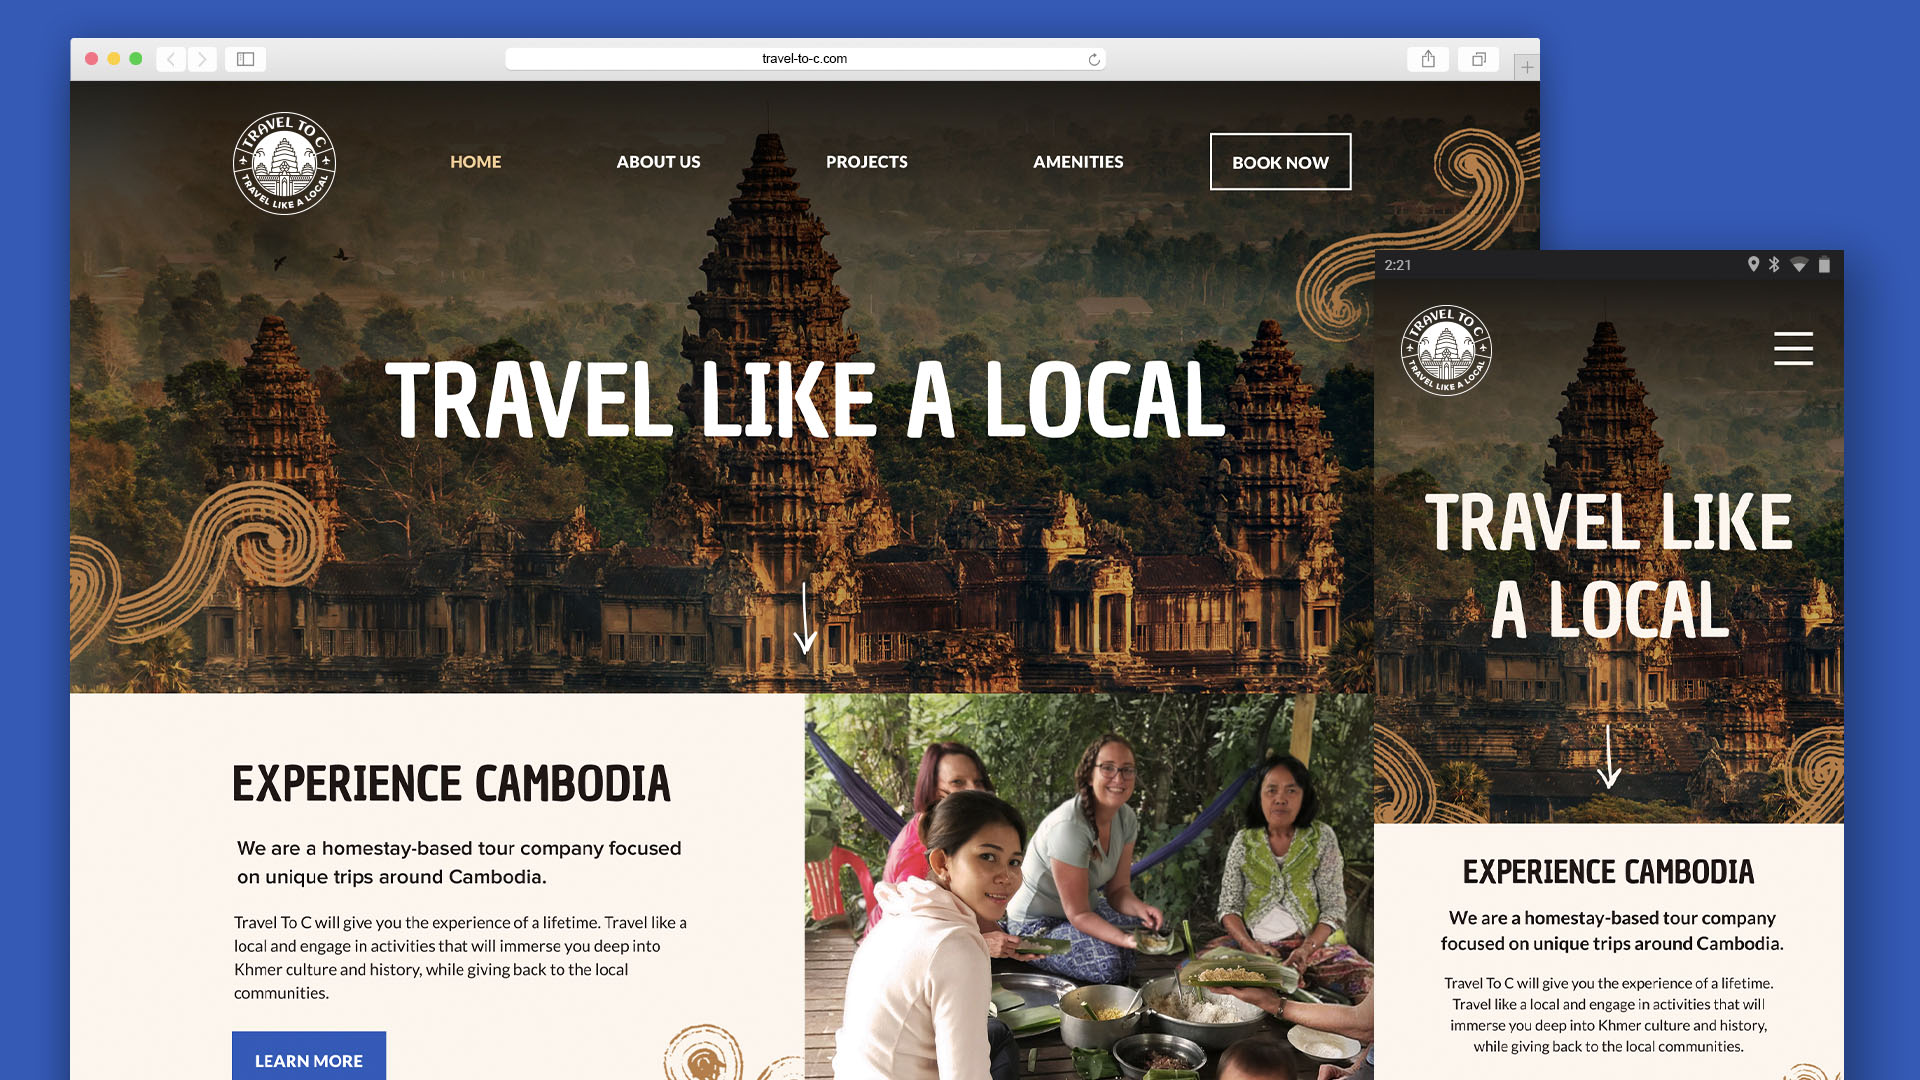 travel-to-c.com
TRAVEL TO C
TRAVEL LIKE A LOCAL
HOME
ABOUT US
PROJECTS
AMENITIES
BOOK NOW
TRAVEL LIKE A LOCAL
EXPERIENCE CAMBODIA
We are a homestay-based tour company focused
on unique trips around Cambodia.
Travel To C will give you the experience of a lifetime. Travel like a
local and engage in activities that will immerse you deep into
Khmer culture and history, while giving back to the local
communities.
LEARN MORE
2:21
TRAVEL TO C
TRAVEL LIKE A LOCAL
TRAVEL LIKE
A LOCAL
EXPERIENCE CAMBODIA
We are a homestay-based tour company
focused on unique trips around Cambodia.
Travel To C will give you the experience of a lifetime.
Travel like a local and engage in activities that will
immerse you deep into Khmer culture and history,
while giving back to the local communities.